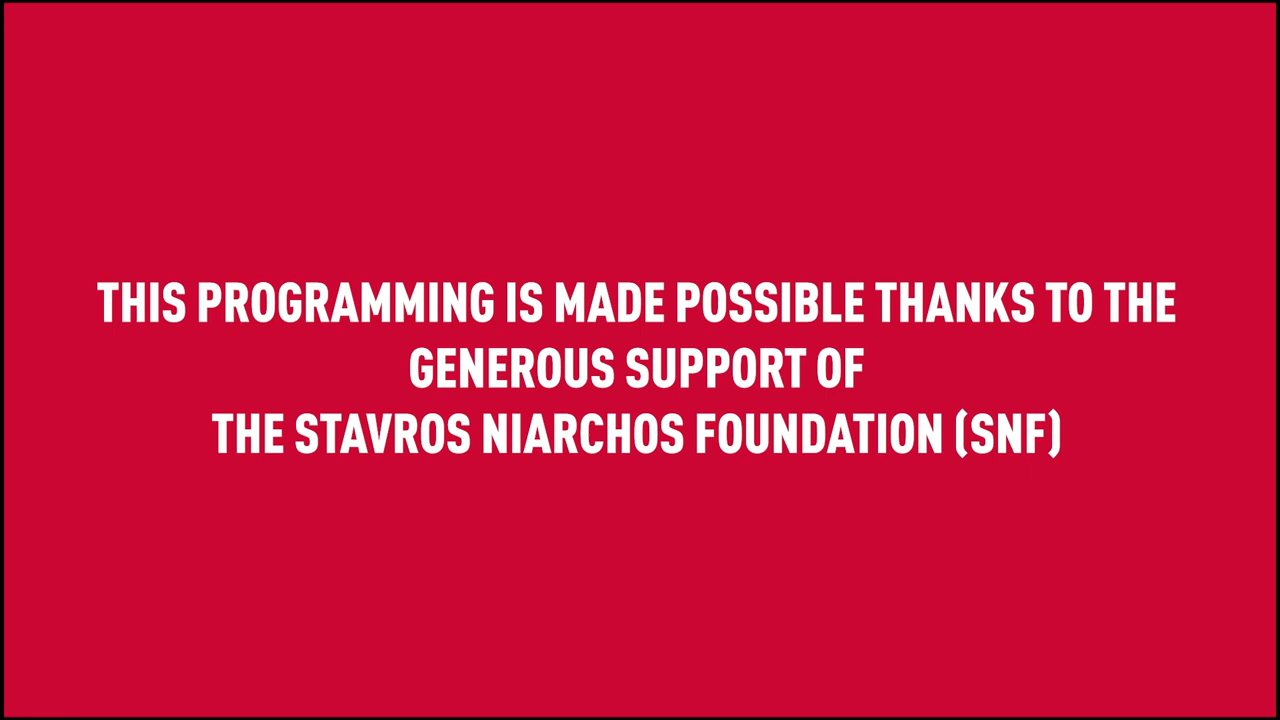 THIS PROGRAMMING IS MADE POSSIBLE THANKS TO THE
GENEROUS SUPPORT OF
THE STAVROS NIARCHOS FOUNDATION (SNF)